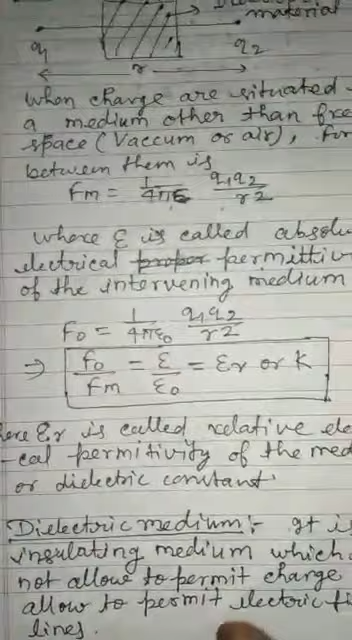 material
q1 q2
r
When charge are situated
a medium other than free
space (Vaccum or air), for
between them is
Fm = 1/4πε q1q2/r2
where ε is called absolu
electrical proper permittiv
of the intervening medium
F0 = 1/4πε0 q1q2/r2
⇒ F0/Fm = ε/ε0 = εr or K
here εr is called relative ele
-cal permitivity of the med
or dielectric constant
Dielectric medium:- It is
insulating medium which
not allow to permit charge
allow to permit electric fi
lines.